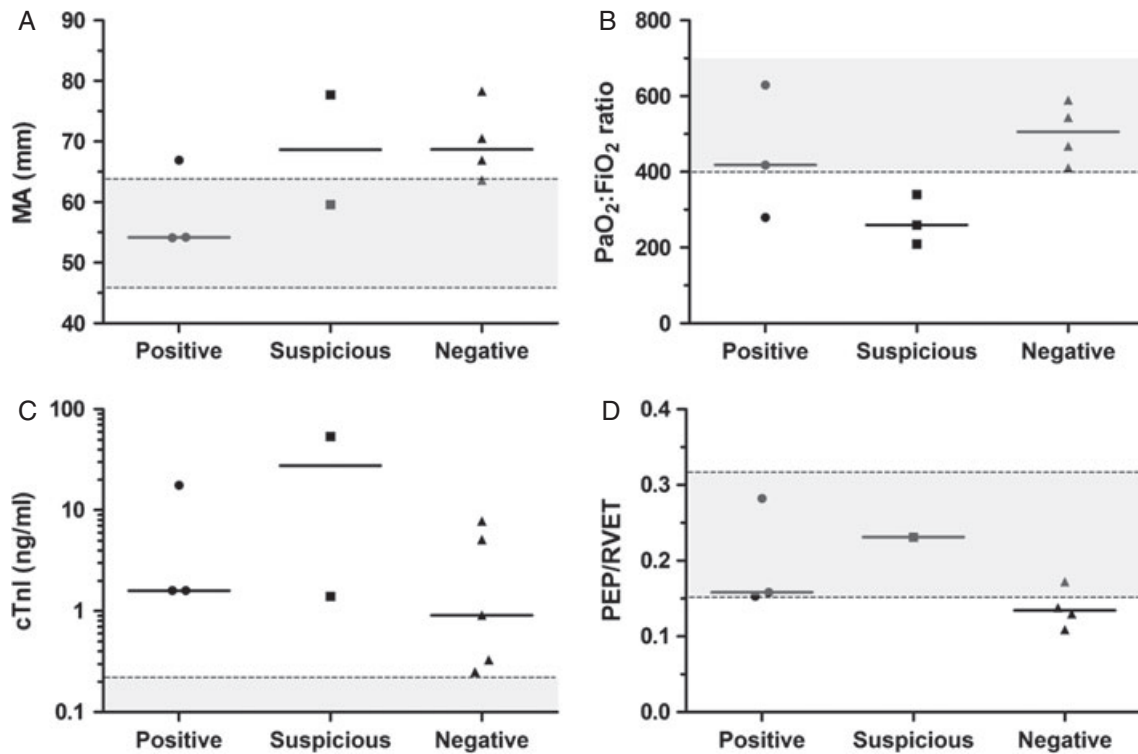 A
MA (mm)
90
80
70
60
50
40
Positive Suspicious Negative
B
PaO2:FiO2 ratio
800
600
400
200
0
Positive Suspicious Negative
C
cTnI (ng/ml)
100
10
1
0.1
Positive Suspicious Negative
D
PEP/RVET
0.4
0.3
0.2
0.1
0.0
Positive Suspicious Negative